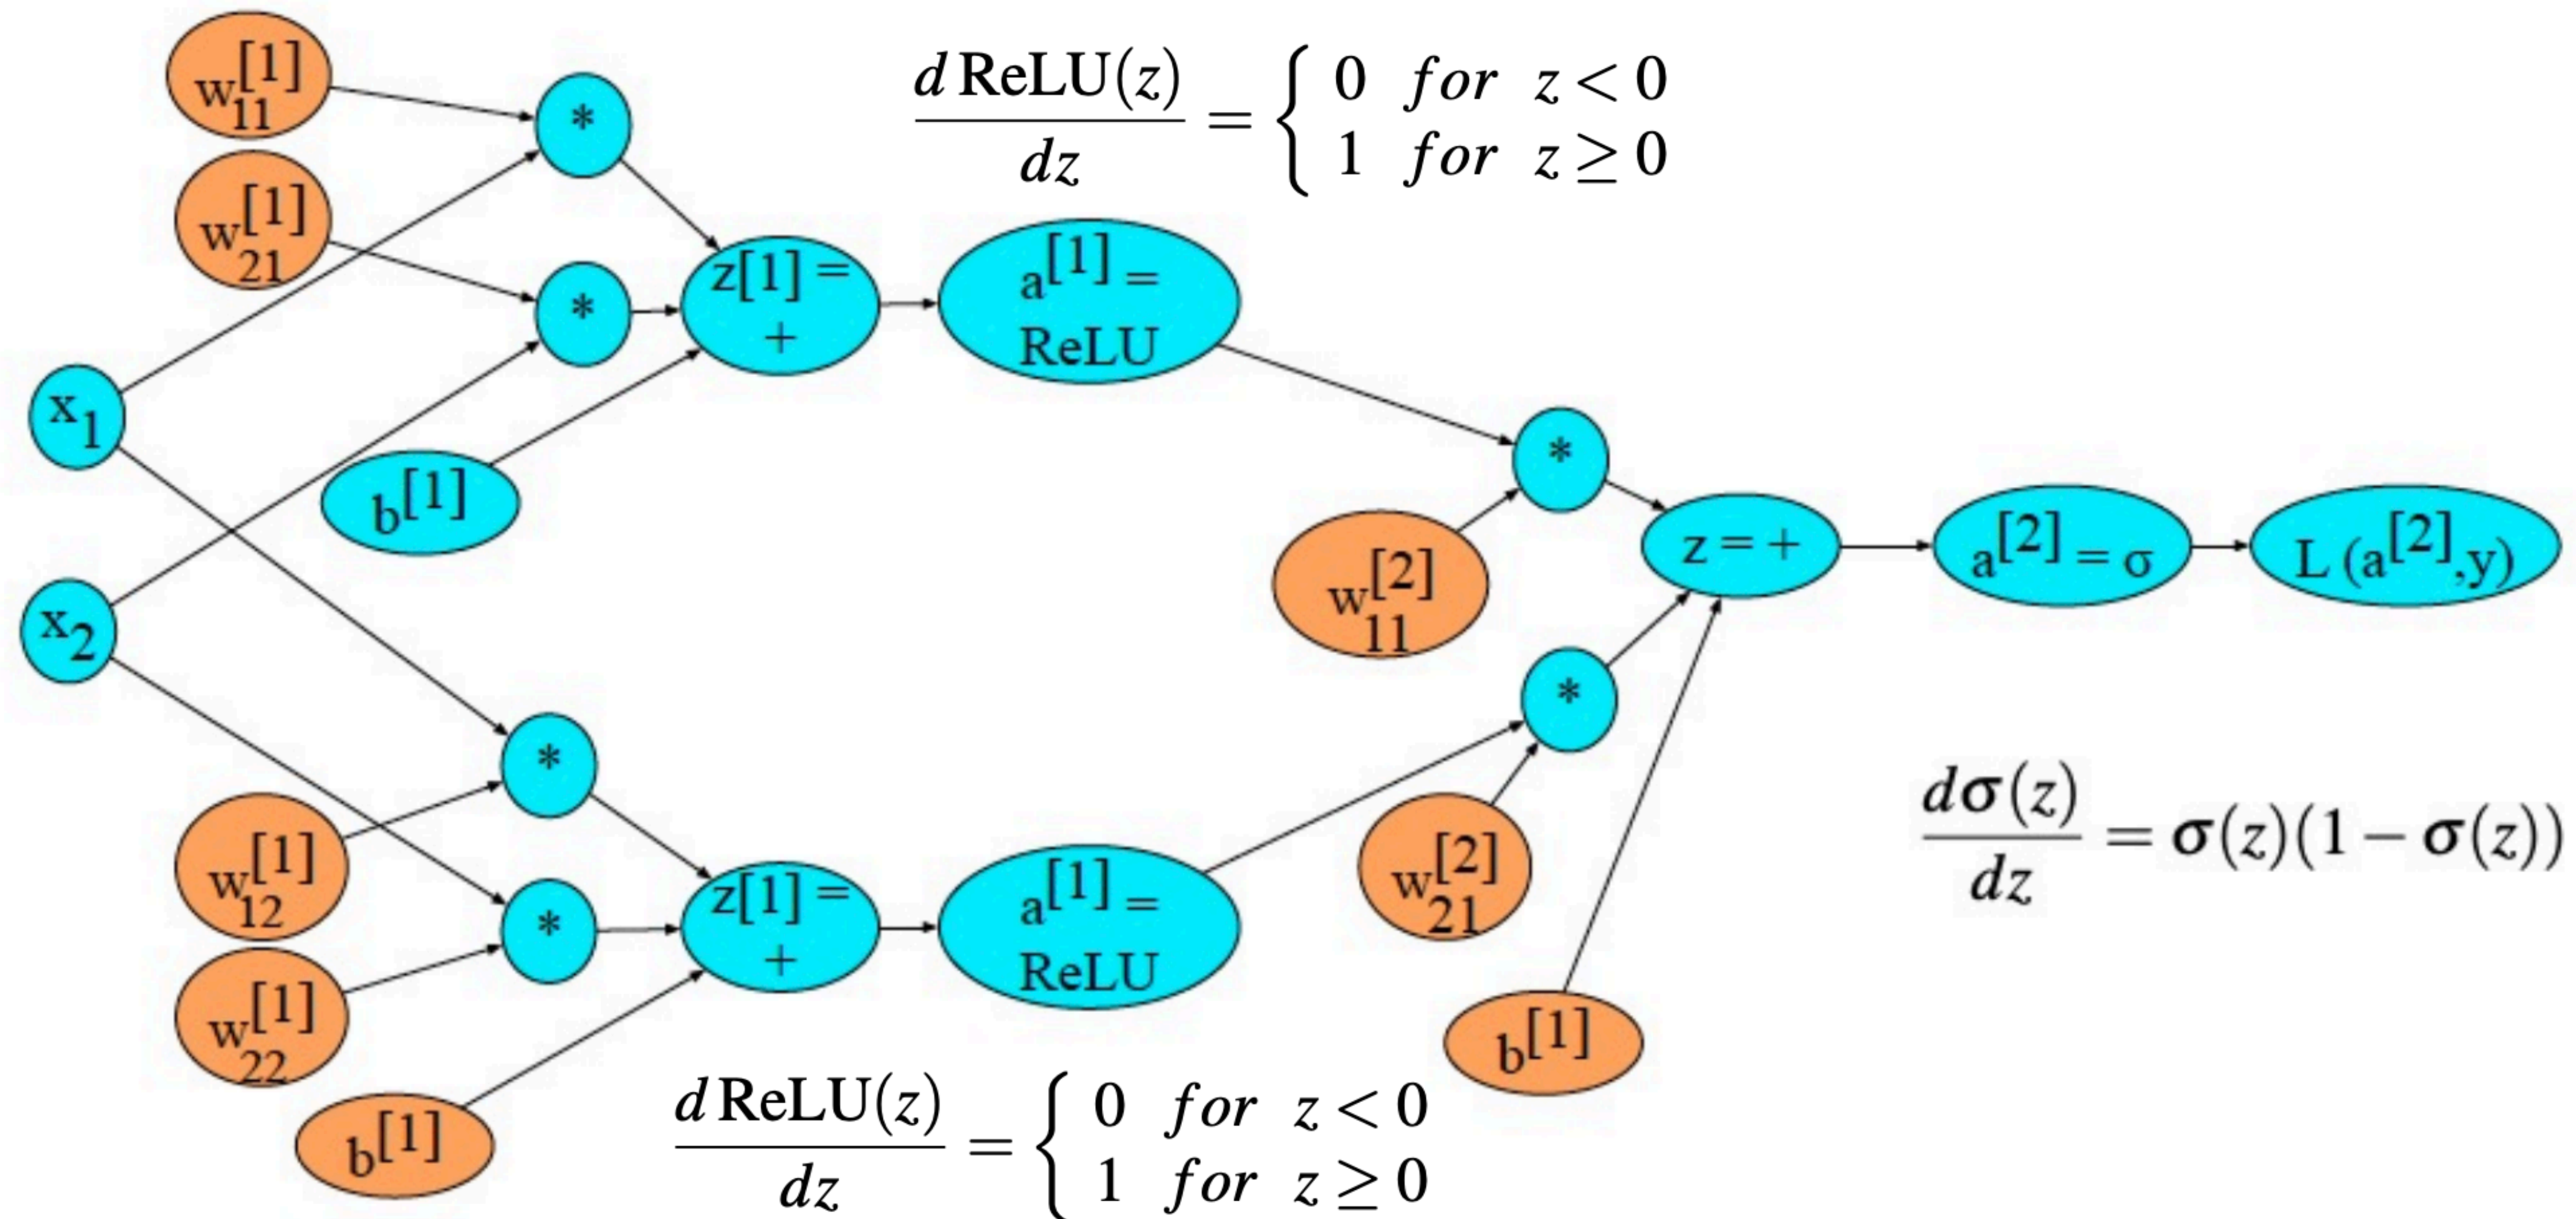 w[1]
11
d ReLU(z)
dz
= { 0 for z < 0
1 for z ≥ 0
*
w[1]
21
z[1] =
+
a[1] =
ReLU
*
x1
*
b[1]
w[2]
11
z = +
a[2] = σ
L (a[2],y)
x2
*
*
w[1]
12
w[2]
21
dσ(z)
dz
= σ(z)(1 − σ(z))
*
z[1] =
+
a[1] =
ReLU
w[1]
22
b[1]
b[1]
d ReLU(z)
dz
= { 0 for z < 0
1 for z ≥ 0